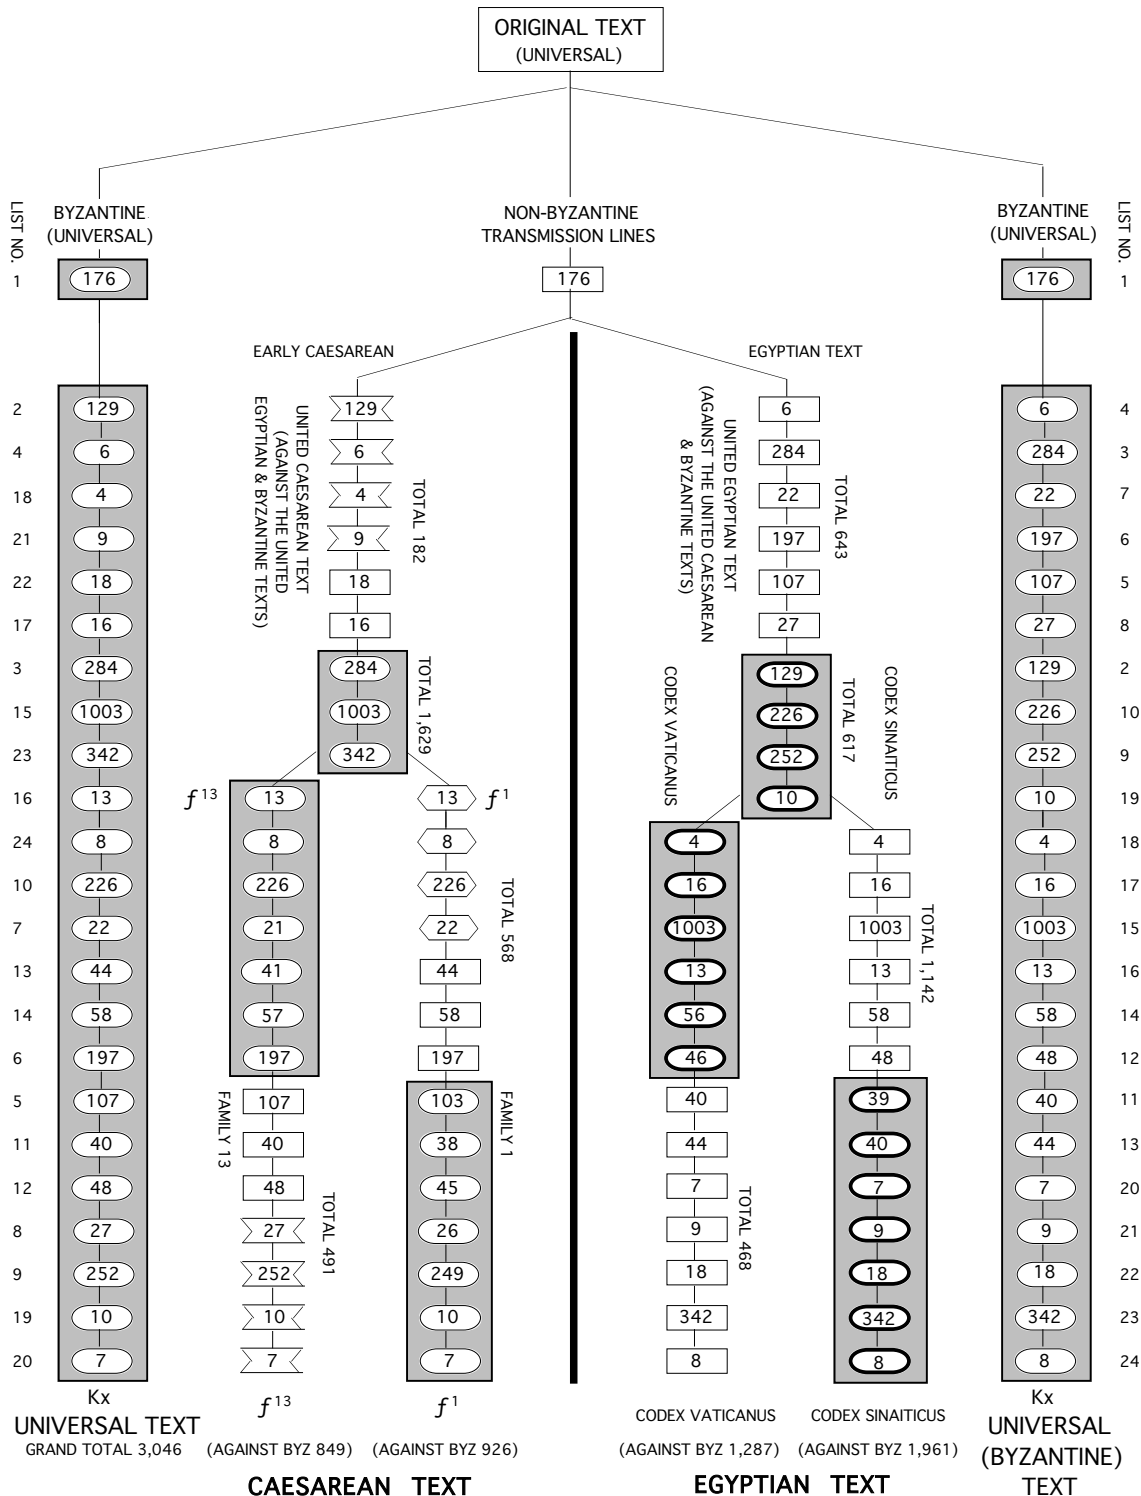 ORIGINAL TEXT
(UNIVERSAL)
BYZANTINE
(UNIVERSAL)
NON-BYZANTINE
TRANSMISSION LINES
BYZANTINE
(UNIVERSAL)
LIST NO.
LIST NO.
1 176 176 176 1
EARLY CAESAREAN
EGYPTIAN TEXT
UNITED CAESAREAN TEXT
(AGAINST THE UNITED
EGYPTIAN & BYZANTINE TEXTS)
TOTAL 182
UNITED EGYPTIAN TEXT
(AGAINST THE UNITED CAESAREAN
& BYZANTINE TEXTS)
TOTAL 643
2 129 129 6 6 4
4 6 6 284 284 3
18 4 4 22 22 7
21 9 9 197 197 6
22 18 18 107 107 5
17 16 16 27 27 8
TOTAL 1,629
CODEX VATICANUS
TOTAL 617
CODEX SINAITICUS
3 284 284 129 129 2
15 1003 1003 226 226 10
23 342 342 252 252 9
16 13 f13 13 13 f1 10 10 19
24 8 8 8 4 4 4 18
10 226 226 226 16 16 16 17
TOTAL 568
TOTAL 1,142
7 22 21 22 1003 1003 1003 15
13 44 41 44 13 13 13 16
14 58 57 58 56 58 58 14
6 197 197 197 46 48 48 12
FAMILY 13
FAMILY 1
5 107 107 103 40 39 40 11
11 40 40 38 44 40 44 13
12 48 48 45 7 7 7 20
TOTAL 491
TOTAL 468
8 27 27 26 9 9 9 21
9 252 252 249 18 18 18 22
19 10 10 10 342 342 342 23
20 7 7 7 8 8 8 24
Kx
UNIVERSAL TEXT
GRAND TOTAL 3,046
f13
(AGAINST BYZ 849)
f1
(AGAINST BYZ 926)
CAESAREAN TEXT
CODEX VATICANUS
(AGAINST BYZ 1,287)
CODEX SINAITICUS
(AGAINST BYZ 1,961)
EGYPTIAN TEXT
Kx
UNIVERSAL
(BYZANTINE)
TEXT